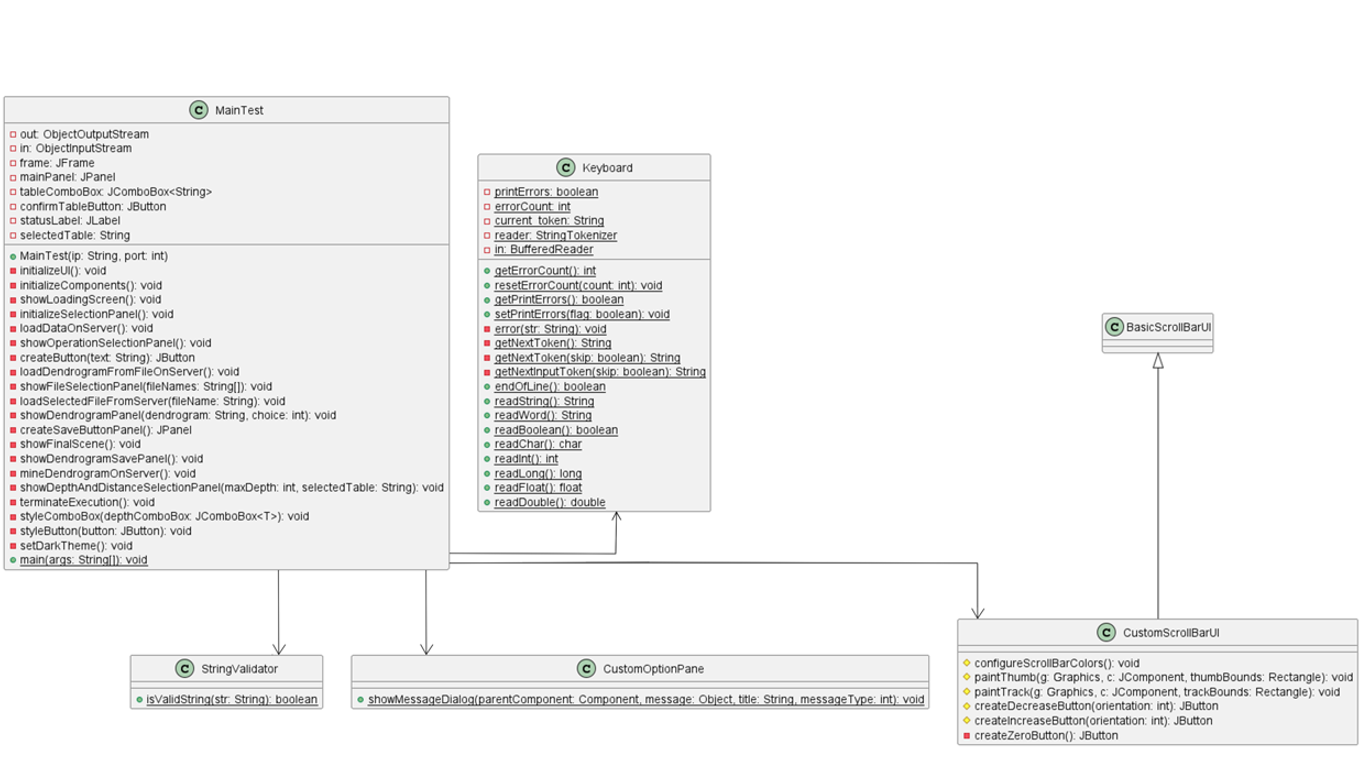 C MainTest
out: ObjectOutputStream
in: ObjectInputStream
frame: JFrame
mainPanel: JPanel
tableComboBox: JComboBox<String>
confirmTableButton: JButton
statusLabel: JLabel
selectedTable: String
MainTest(ip: String, port: int)
initializeUI(): void
initializeComponents(): void
showLoadingScreen(): void
initializeSelectionPanel(): void
loadDataOnServer(): void
showOperationSelectionPanel(): void
createButton(text: String): JButton
loadDendrogramFromFileOnServer(): void
showFileSelectionPanel(fileNames: String[]): void
loadSelectedFileFromServer(fileName: String): void
showDendrogramPanel(dendrogram: String, choice: int): void
createSaveButtonPanel(): JPanel
showFinalScene(): void
showDendrogramSavePanel(): void
mineDendrogramOnServer(): void
showDepthAndDistanceSelectionPanel(maxDepth: int, selectedTable: String): void
terminateExecution(): void
styleComboBox(depthComboBox: JComboBox<T>): void
styleButton(button: JButton): void
setDarkTheme(): void
main(args: String[]): void
C Keyboard
printErrors: boolean
errorCount: int
current_token: String
reader: StringTokenizer
in: BufferedReader
getErrorCount(): int
resetErrorCount(count: int): void
getPrintErrors(): boolean
setPrintErrors(flag: boolean): void
error(str: String): void
getNextToken(): String
getNextToken(skip: boolean): String
getNextInputToken(skip: boolean): String
endOfLine(): boolean
readString(): String
readWord(): String
readBoolean(): boolean
readChar(): char
readInt(): int
readLong(): long
readFloat(): float
readDouble(): double
C BasicScrollBarUI
C StringValidator
isValidString(str: String): boolean
C CustomOptionPane
showMessageDialog(parentComponent: Component, message: Object, title: String, messageType: int): void
C CustomScrollBarUI
configureScrollBarColors(): void
paintThumb(g: Graphics, c: JComponent, thumbBounds: Rectangle): void
paintTrack(g: Graphics, c: JComponent, trackBounds: Rectangle): void
createDecreaseButton(orientation: int): JButton
createIncreaseButton(orientation: int): JButton
createZeroButton(): JButton